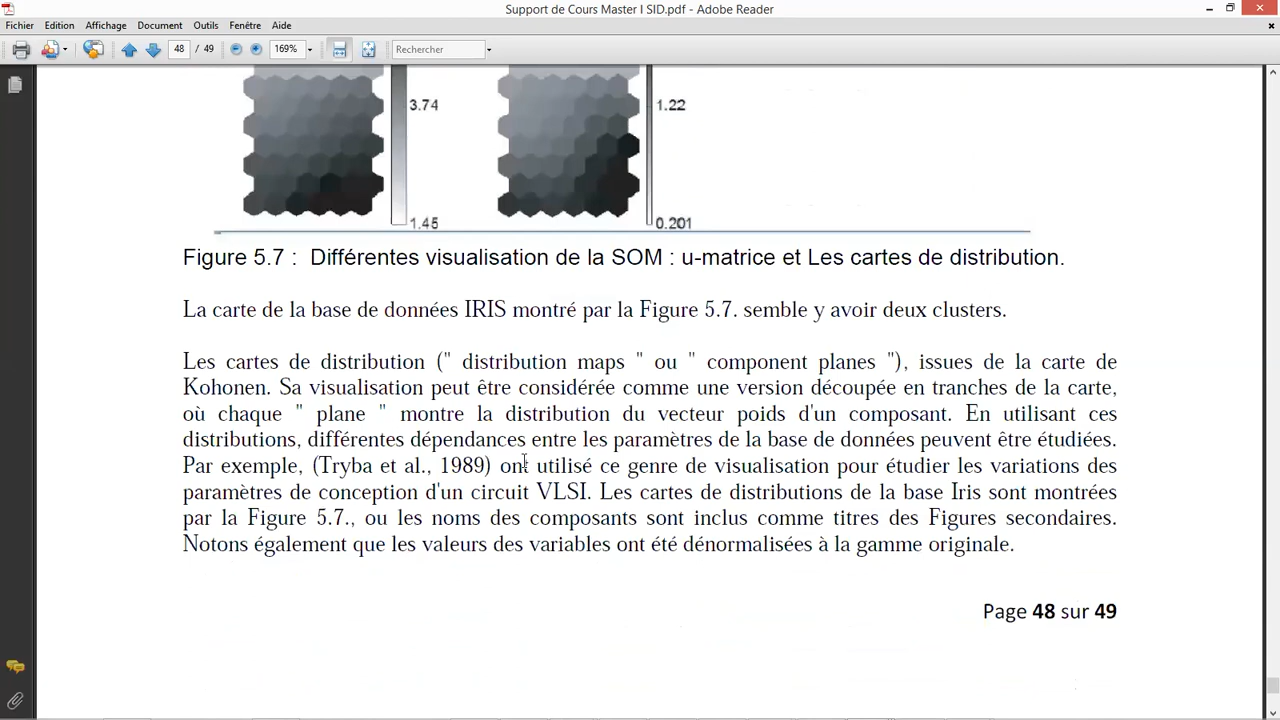 Support de Cours Master I SID.pdf - Adobe Reader
Fichier Edition Affichage Document Outils Fenêtre Aide
48 / 49 169% Rechercher
3.74 1.22
1.45 0.201
Figure 5.7 : Différentes visualisation de la SOM : u-matrice et Les cartes de distribution.
La carte de la base de données IRIS montré par la Figure 5.7. semble y avoir deux clusters.
Les cartes de distribution (" distribution maps " ou " component planes "), issues de la carte de
Kohonen. Sa visualisation peut être considérée comme une version découpée en tranches de la carte,
où chaque " plane " montre la distribution du vecteur poids d'un composant. En utilisant ces
distributions, différentes dépendances entre les paramètres de la base de données peuvent être étudiées.
Par exemple, (Tryba et al., 1989) ont utilisé ce genre de visualisation pour étudier les variations des
paramètres de conception d'un circuit VLSI. Les cartes de distributions de la base Iris sont montrées
par la Figure 5.7., ou les noms des composants sont inclus comme titres des Figures secondaires.
Notons également que les valeurs des variables ont été dénormalisées à la gamme originale.
Page 48 sur 49